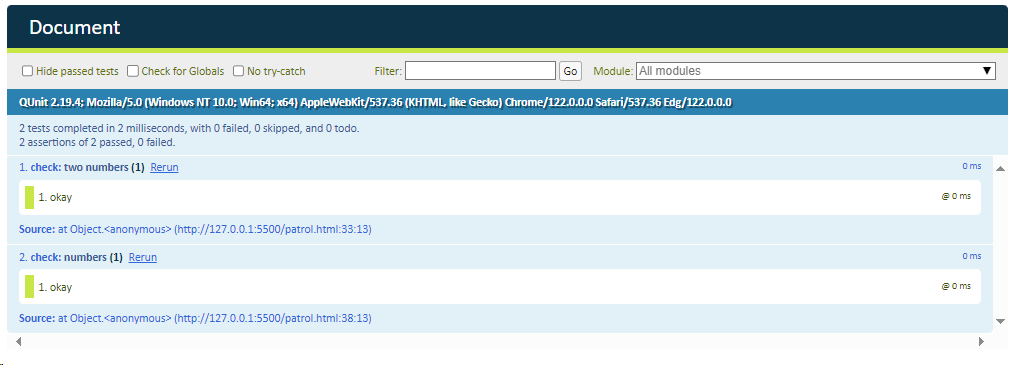 Document
Hide passed tests Check for Globals No try-catch Filter: Go Module: All modules ▼
QUnit 2.19.4; Mozilla/5.0 (Windows NT 10.0; Win64; x64) AppleWebKit/537.36 (KHTML, like Gecko) Chrome/122.0.0.0 Safari/537.36 Edg/122.0.0.0
2 tests completed in 2 milliseconds, with 0 failed, 0 skipped, and 0 todo.
2 assertions of 2 passed, 0 failed.
1. check: two numbers (1) Rerun 0 ms
1. okay @ 0 ms
Source: at Object.<anonymous> (http://127.0.0.1:5500/patrol.html:33:13)
2. check: numbers (1) Rerun 0 ms
1. okay @ 0 ms
Source: at Object.<anonymous> (http://127.0.0.1:5500/patrol.html:38:13)